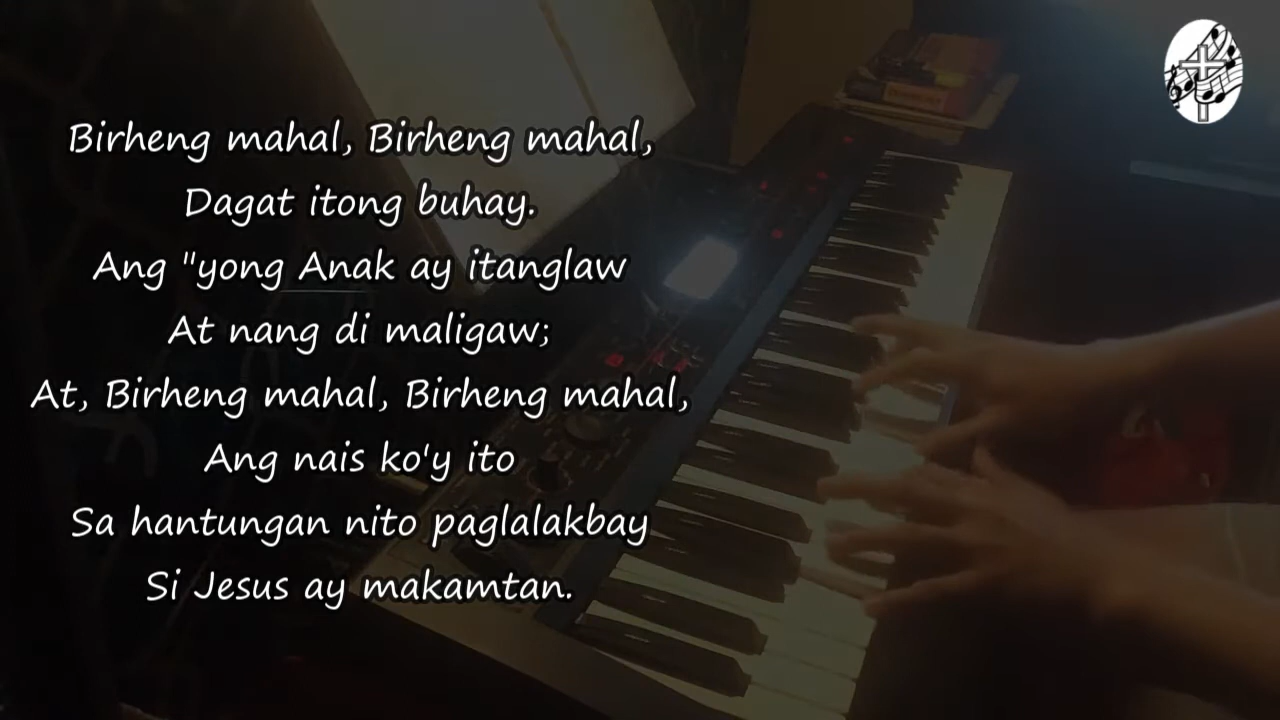 Birheng mahal, Birheng mahal,
Dagat itong buhay.
Ang "yong Anak ay itanglaw
At nang di maligaw;
At, Birheng mahal, Birheng mahal,
Ang nais ko'y ito
Sa hantungan nito paglalakbay
Si Jesus ay makamtan.